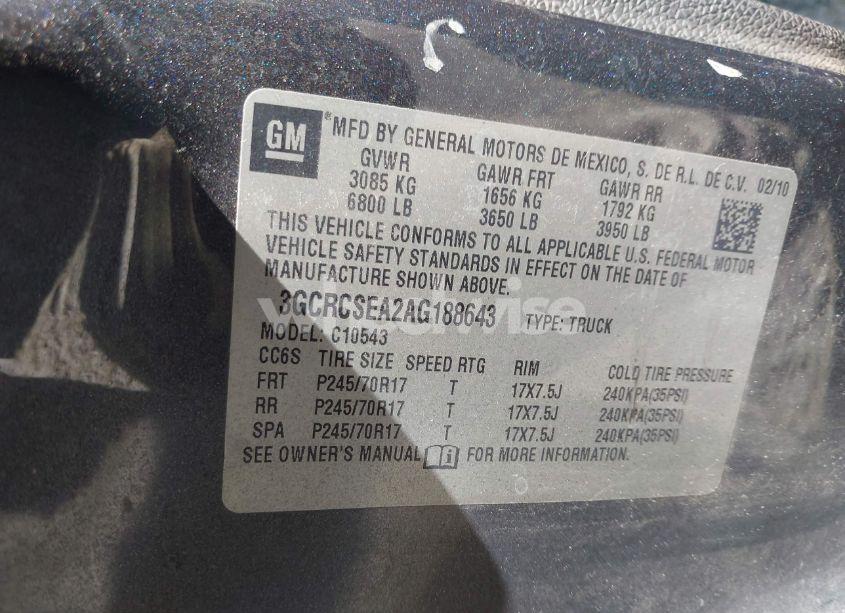 GM
®MFD BY GENERAL MOTORS DE MEXICO, S. DE R.L. DE C.V. 02/10
GVWR GAWR FRT GAWR RR
3085 KG 1656 KG 1792 KG
6800 LB 3650 LB 3950 LB
THIS VEHICLE CONFORMS TO ALL APPLICABLE U.S. FEDERAL MOTOR
VEHICLE SAFETY STANDARDS IN EFFECT ON THE DATE OF
MANUFACTURE SHOWN ABOVE.
3GCRCSEA2AG188643 TYPE: TRUCK
MODEL: C10543
CC6S TIRE SIZE SPEED RTG RIM COLD TIRE PRESSURE
FRT P245/70R17 T 17X7.5J 240KPA(35PSI)
RR P245/70R17 T 17X7.5J 240KPA(35PSI)
SPA P245/70R17 T 17X7.5J 240KPA(35PSI)
SEE OWNER'S MANUAL i FOR MORE INFORMATION.